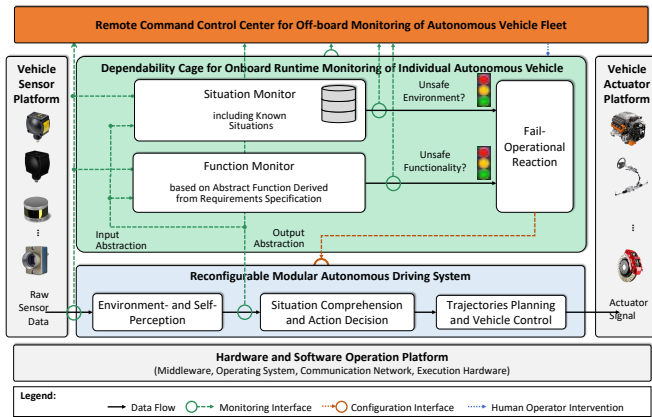 Remote Command Control Center for Off-board Monitoring of Autonomous Vehicle Fleet
Vehicle
Sensor
Platform
Dependability Cage for Onboard Runtime Monitoring of Individual Autonomous Vehicle
Vehicle
Actuator
Platform
Situation Monitor
including Known
Situations
Unsafe
Environment?
Function Monitor
based on Abstract Function Derived
from Requirements Specification
Unsafe
Functionality?
Fail-
Operational
Reaction
Input
Abstraction
Output
Abstraction
Reconfigurable Modular Autonomous Driving System
Raw
Sensor
Data
Environment- and Self-
Perception
Situation Comprehension
and Action Decision
Trajectories Planning
and Vehicle Control
Actuator
Signal
Hardware and Software Operation Platform
(Middleware, Operating System, Communication Network, Execution Hardware)
Legend:
Data Flow
Monitoring Interface
Configuration Interface
Human Operator Intervention